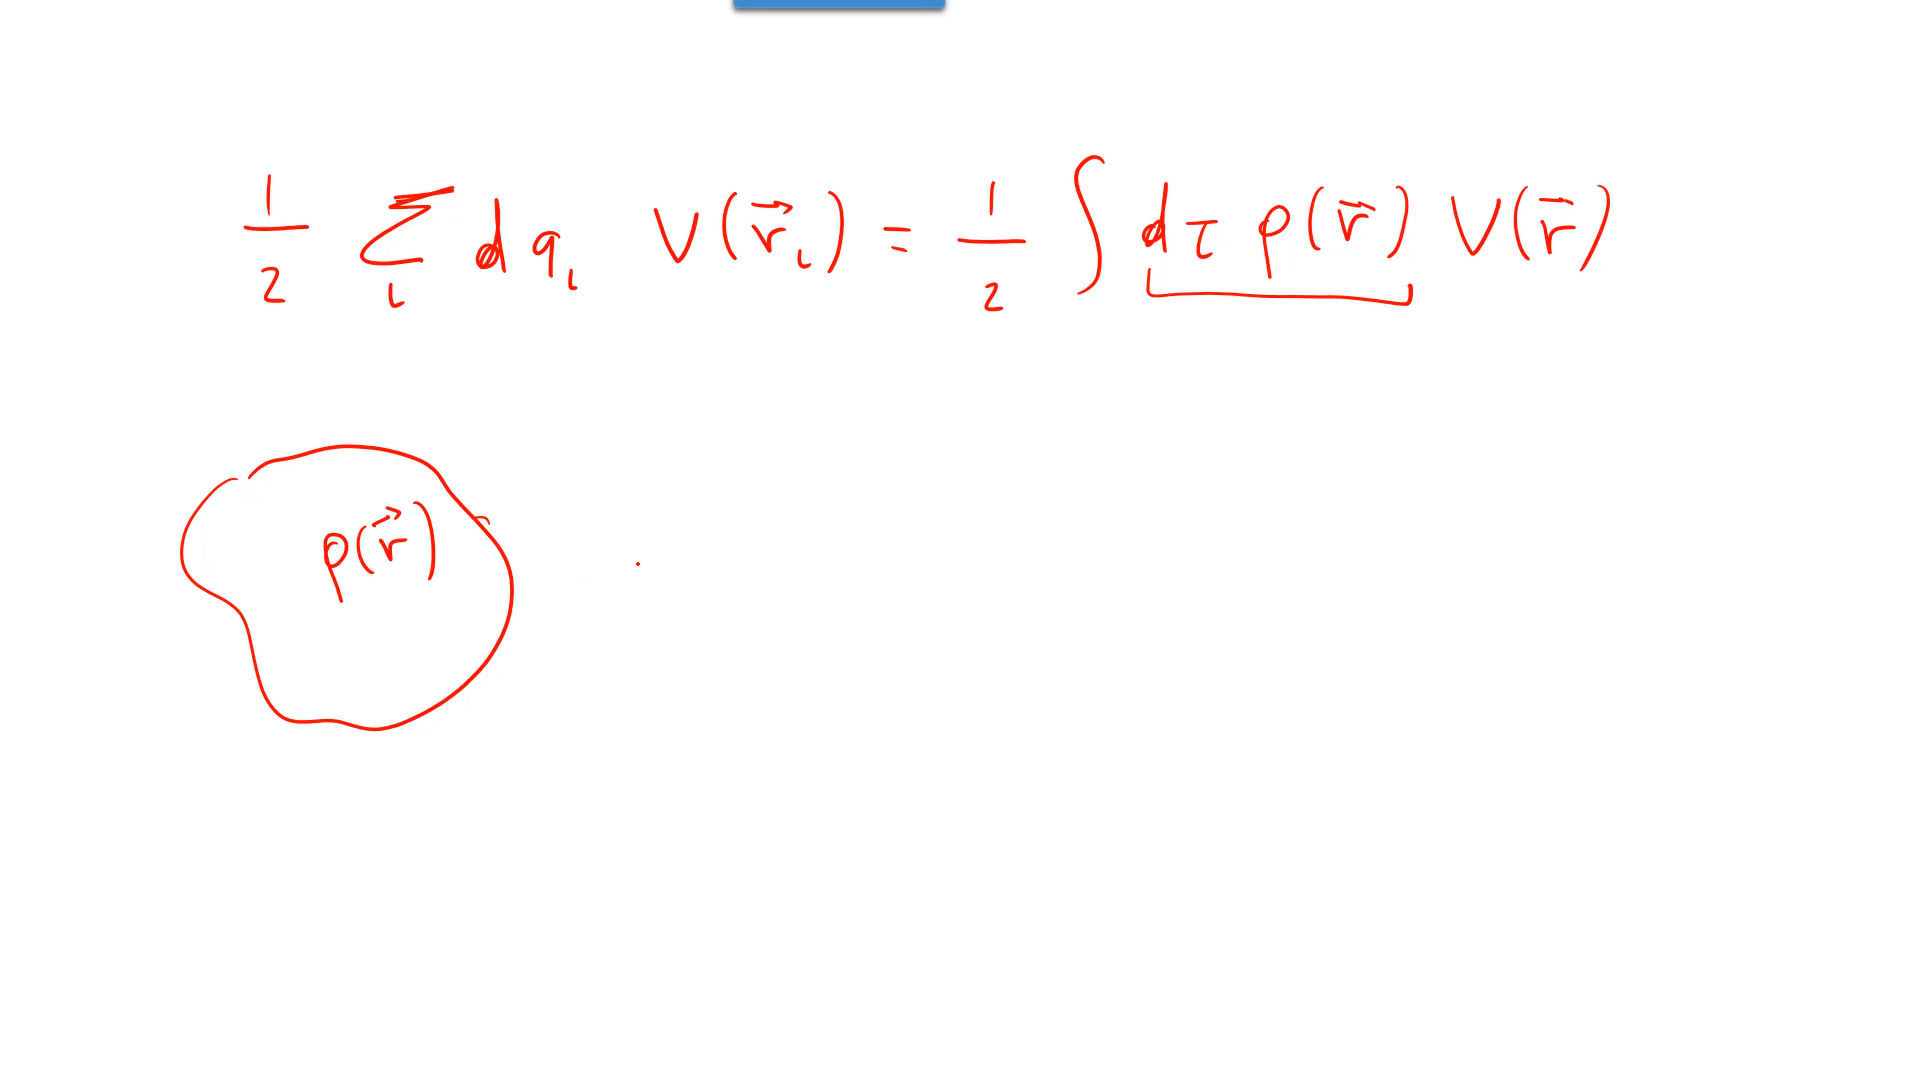 1/2 Σ_i dq_i V(r⃗_i) = 1/2 ∫ dτ ρ(r⃗) V(r⃗)
ρ(r⃗)